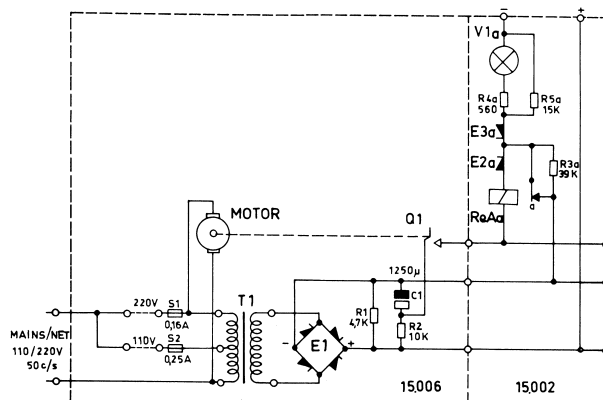 − +
V1a
R4a
560
R5a
15K
E3a
E2a
R3a
39K
a
ReAa
MOTOR
Q1
1250µ
C1
220V
S1
0,16A
T1
R1
4,7K
R2
10K
MAINS/NET
110/220V
50 c/s
110V
S2
0,25A
− E1 +
15.006
15.002